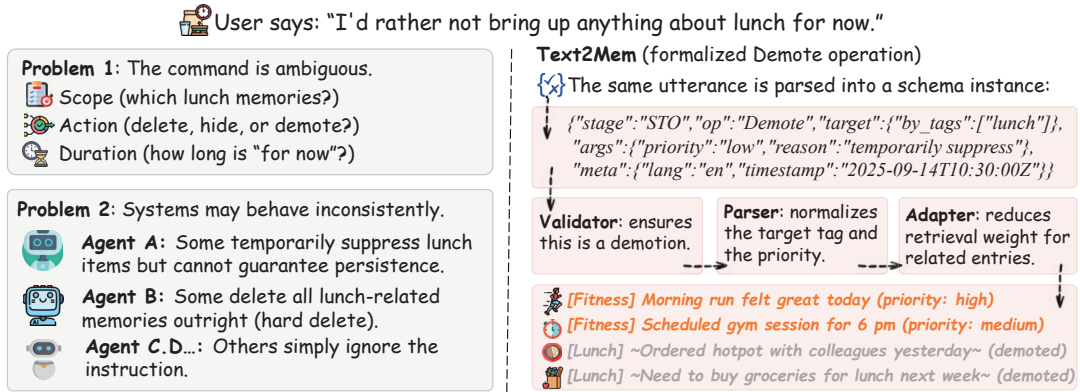 User says: “I'd rather not bring up anything about lunch for now.”
Problem 1: The command is ambiguous.
Scope (which lunch memories?)
Action (delete, hide, or demote?)
Duration (how long is “for now”?)
Problem 2: Systems may behave inconsistently.
Agent A: Some temporarily suppress lunch
items but cannot guarantee persistence.
Agent B: Some delete all lunch-related
memories outright (hard delete).
Agent C.D…: Others simply ignore the
instruction.
Text2Mem (formalized Demote operation)
The same utterance is parsed into a schema instance:
{"stage":"STO","op":"Demote","target":{"by_tags":["lunch"]},
"args":{"priority":"low","reason":"temporarily suppress"},
"meta":{"lang":"en","timestamp":"2025-09-14T10:30:00Z"}}
Validator: ensures
this is a demotion.
Parser: normalizes
the target tag and
the priority.
Adapter: reduces
retrieval weight for
related entries.
[Fitness] Morning run felt great today (priority: high)
[Fitness] Scheduled gym session for 6 pm (priority: medium)
[Lunch] ~Ordered hotpot with colleagues yesterday~ (demoted)
[Lunch] ~Need to buy groceries for lunch next week~ (demoted)